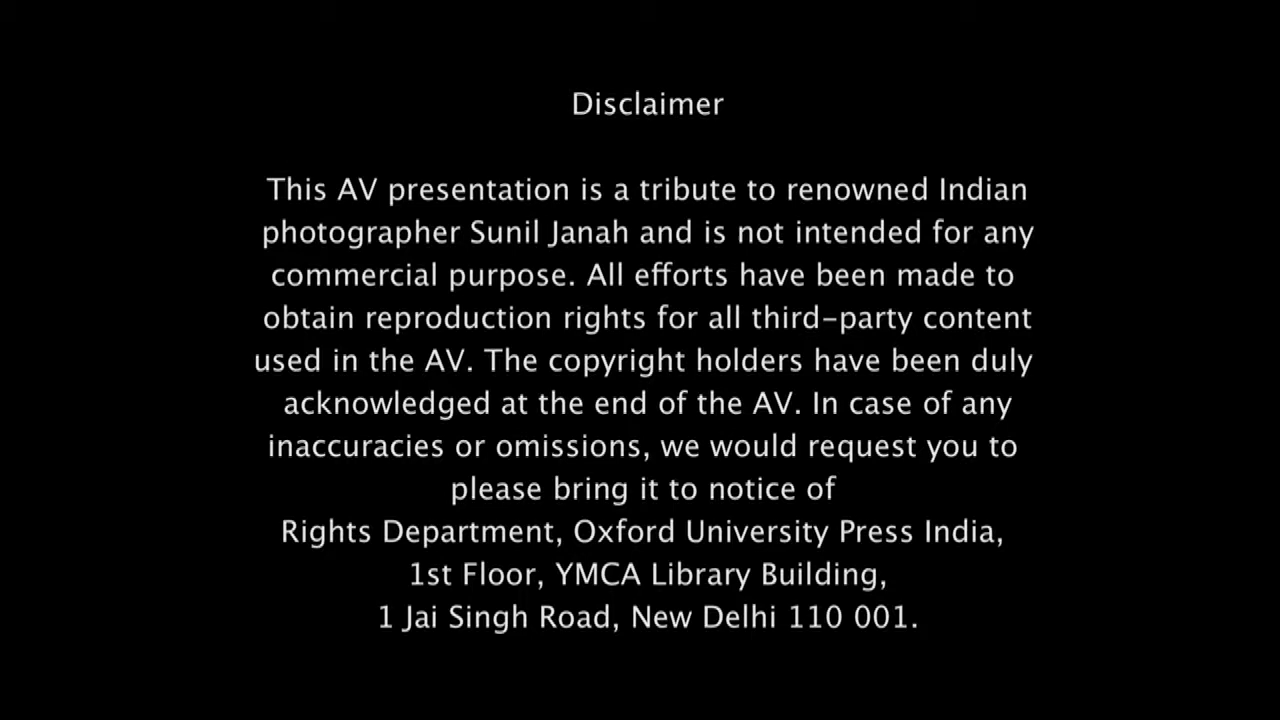 Disclaimer
This AV presentation is a tribute to renowned Indian
photographer Sunil Janah and is not intended for any
commercial purpose. All efforts have been made to
obtain reproduction rights for all third-party content
used in the AV. The copyright holders have been duly
acknowledged at the end of the AV. In case of any
inaccuracies or omissions, we would request you to
please bring it to notice of
Rights Department, Oxford University Press India,
1st Floor, YMCA Library Building,
1 Jai Singh Road, New Delhi 110 001.